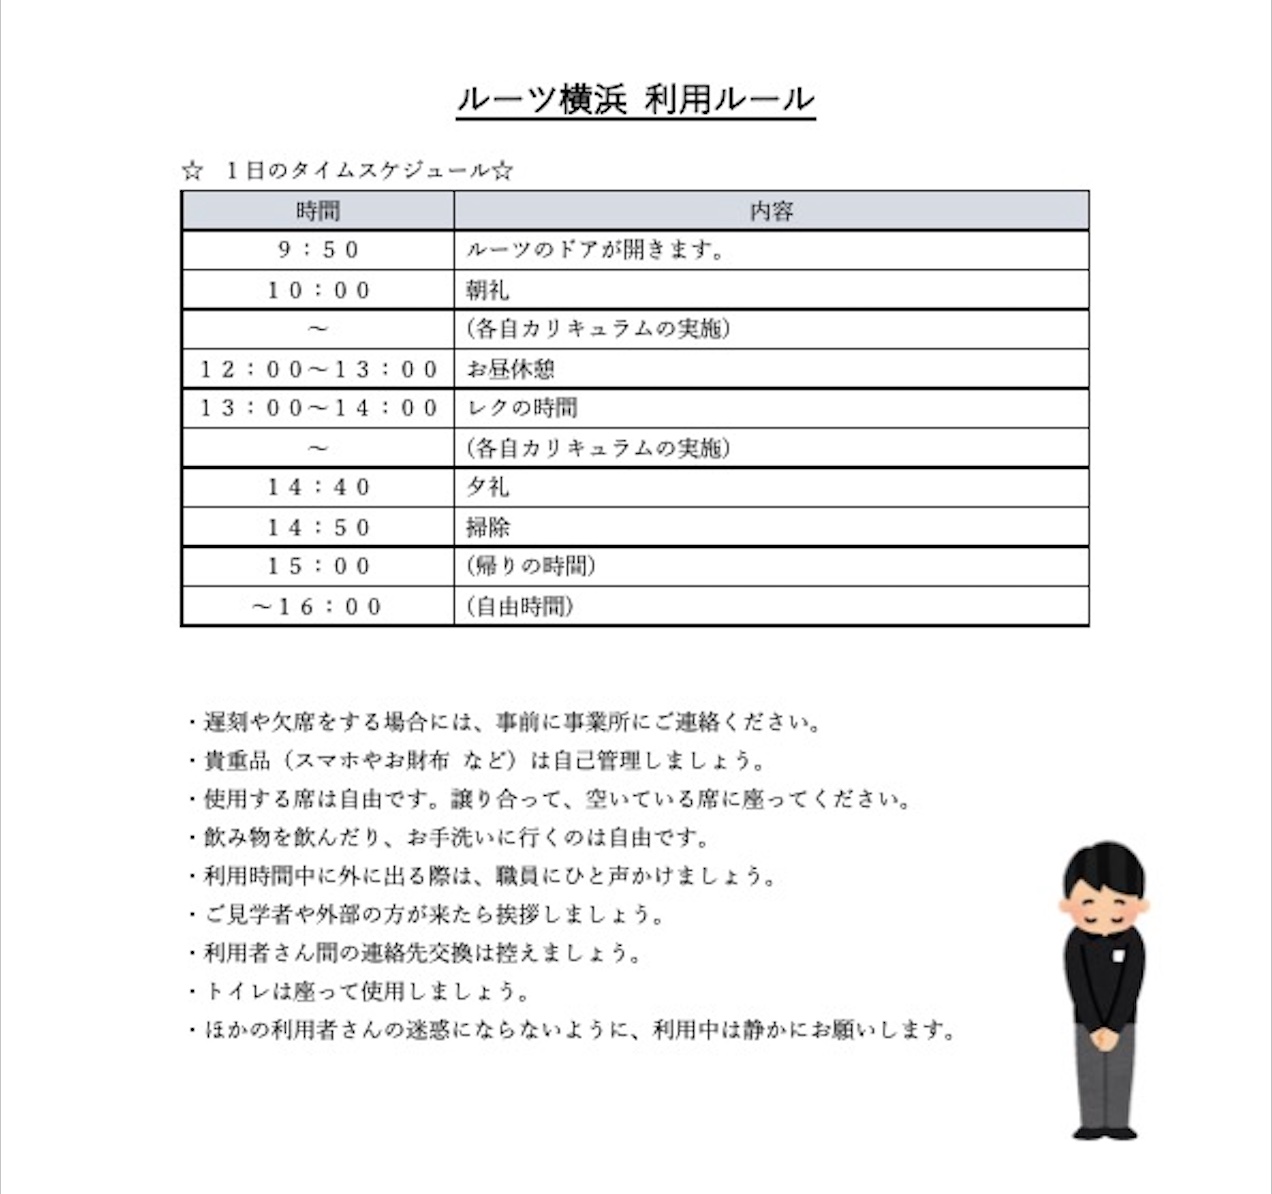 ルーツ横浜 利用ルール
☆　１日のタイムスケジュール☆
時間 内容
９：５０ ルーツのドアが開きます。
１０：００ 朝礼
～ (各自カリキュラムの実施)
１２：００～１３：００ お昼休憩
１３：００～１４：００ レクの時間
～ (各自カリキュラムの実施)
１４：４０ 夕礼
１４：５０ 掃除
１５：００ (帰りの時間)
～１６：００ (自由時間)
・遅刻や欠席をする場合には、事前に事業所にご連絡ください。
・貴重品（スマホやお財布 など）は自己管理しましょう。
・使用する席は自由です。譲り合って、空いている席に座ってください。
・飲み物を飲んだり、お手洗いに行くのは自由です。
・利用時間中に外に出る際は、職員にひと声かけましょう。
・ご見学者や外部の方が来たら挨拶しましょう。
・利用者さん間の連絡先交換は控えましょう。
・トイレは座って使用しましょう。
・ほかの利用者さんの迷惑にならないように、利用中は静かにお願いします。